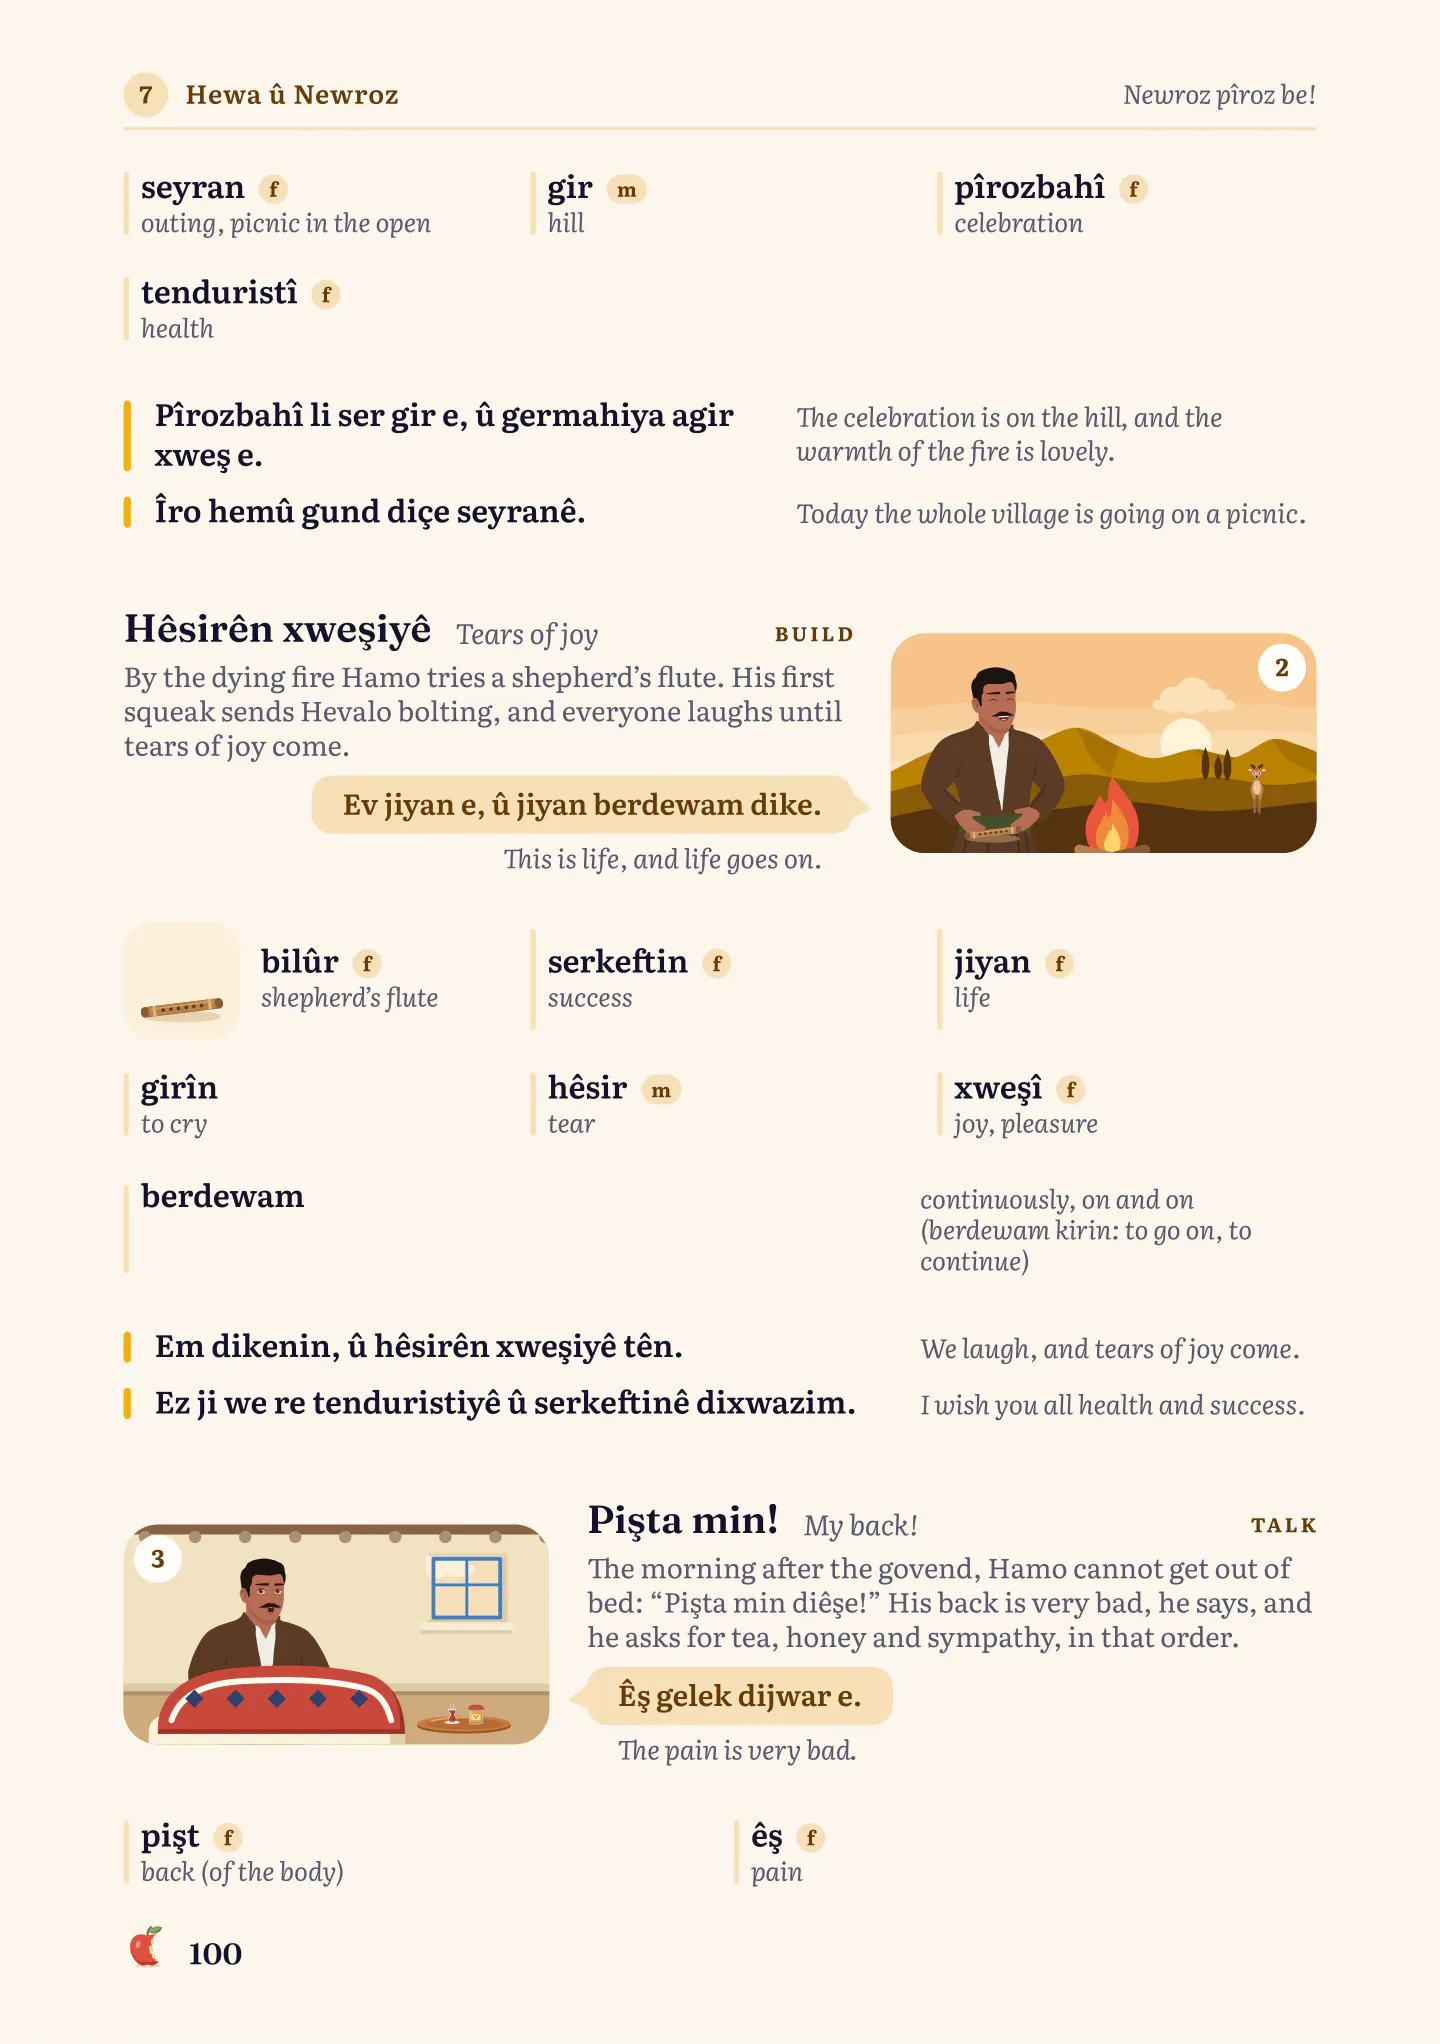 7 Hewa û Newroz
Newroz pîroz be!
seyran f
outing, picnic in the open
gir m
hill
pîrozbahî f
celebration
tenduristî f
health
Pîrozbahî li ser gir e, û germahiya agir
xweş e.
The celebration is on the hill, and the
warmth of the fire is lovely.
Îro hemû gund diçe seyranê.
Today the whole village is going on a picnic.
Hêsirên xweşiyê Tears of joy BUILD
By the dying fire Hamo tries a shepherd's flute. His first
squeak sends Hevalo bolting, and everyone laughs until
tears of joy come.
Ev jiyan e, û jiyan berdewam dike.
This is life, and life goes on.
2
bilûr f
shepherd's flute
serkeftin f
success
jiyan f
life
girîn
to cry
hêsir m
tear
xweşî f
joy, pleasure
berdewam
continuously, on and on
(berdewam kirin: to go on, to
continue)
Em dikenin, û hêsirên xweşiyê tên.
We laugh, and tears of joy come.
Ez ji we re tenduristiyê û serkeftinê dixwazim.
I wish you all health and success.
3
Pişta min! My back! TALK
The morning after the govend, Hamo cannot get out of
bed: “Pişta min diêşe!” His back is very bad, he says, and
he asks for tea, honey and sympathy, in that order.
Êş gelek dijwar e.
The pain is very bad.
pişt f
back (of the body)
êş f
pain
100